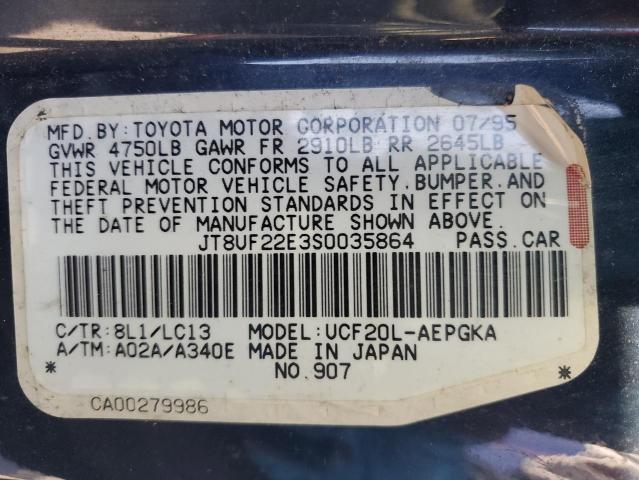 MFD.BY:TOYOTA MOTOR CORPORATION 07/95
GVWR 4750LB GAWR FR 2910LB RR 2645LB
THIS VEHICLE CONFORMS TO ALL APPLICABLE
FEDERAL MOTOR VEHICLE SAFETY.BUMPER.AND
THEFT PREVENTION STANDARDS IN EFFECT ON
THE DATE OF MANUFACTURE SHOWN ABOVE.
JT8UF22E3S0035864 PASS.CAR
C/TR:8L1/LC13 MODEL:UCF20L-AEPGKA
A/TM:A02A/A340E MADE IN JAPAN
* NO.907 *
CA00279986